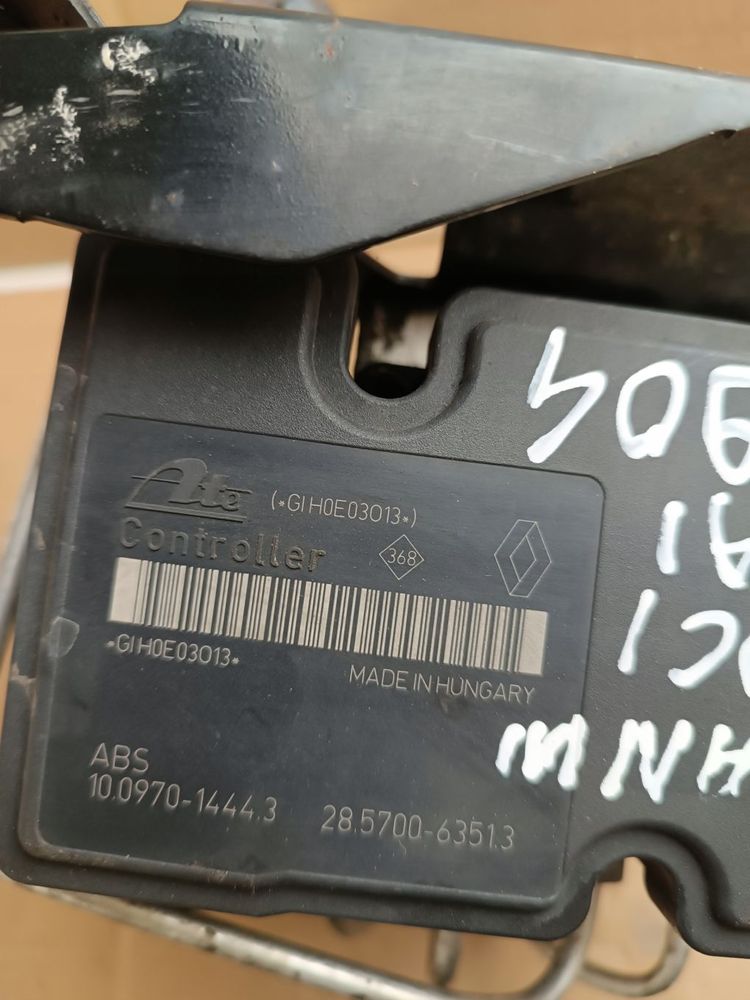 Ate (*GIH0E03013*)
Controller 368
*GIH0E03013*
MADE IN HUNGARY
ABS
10.0970-1444.3 28.5700-6351.3